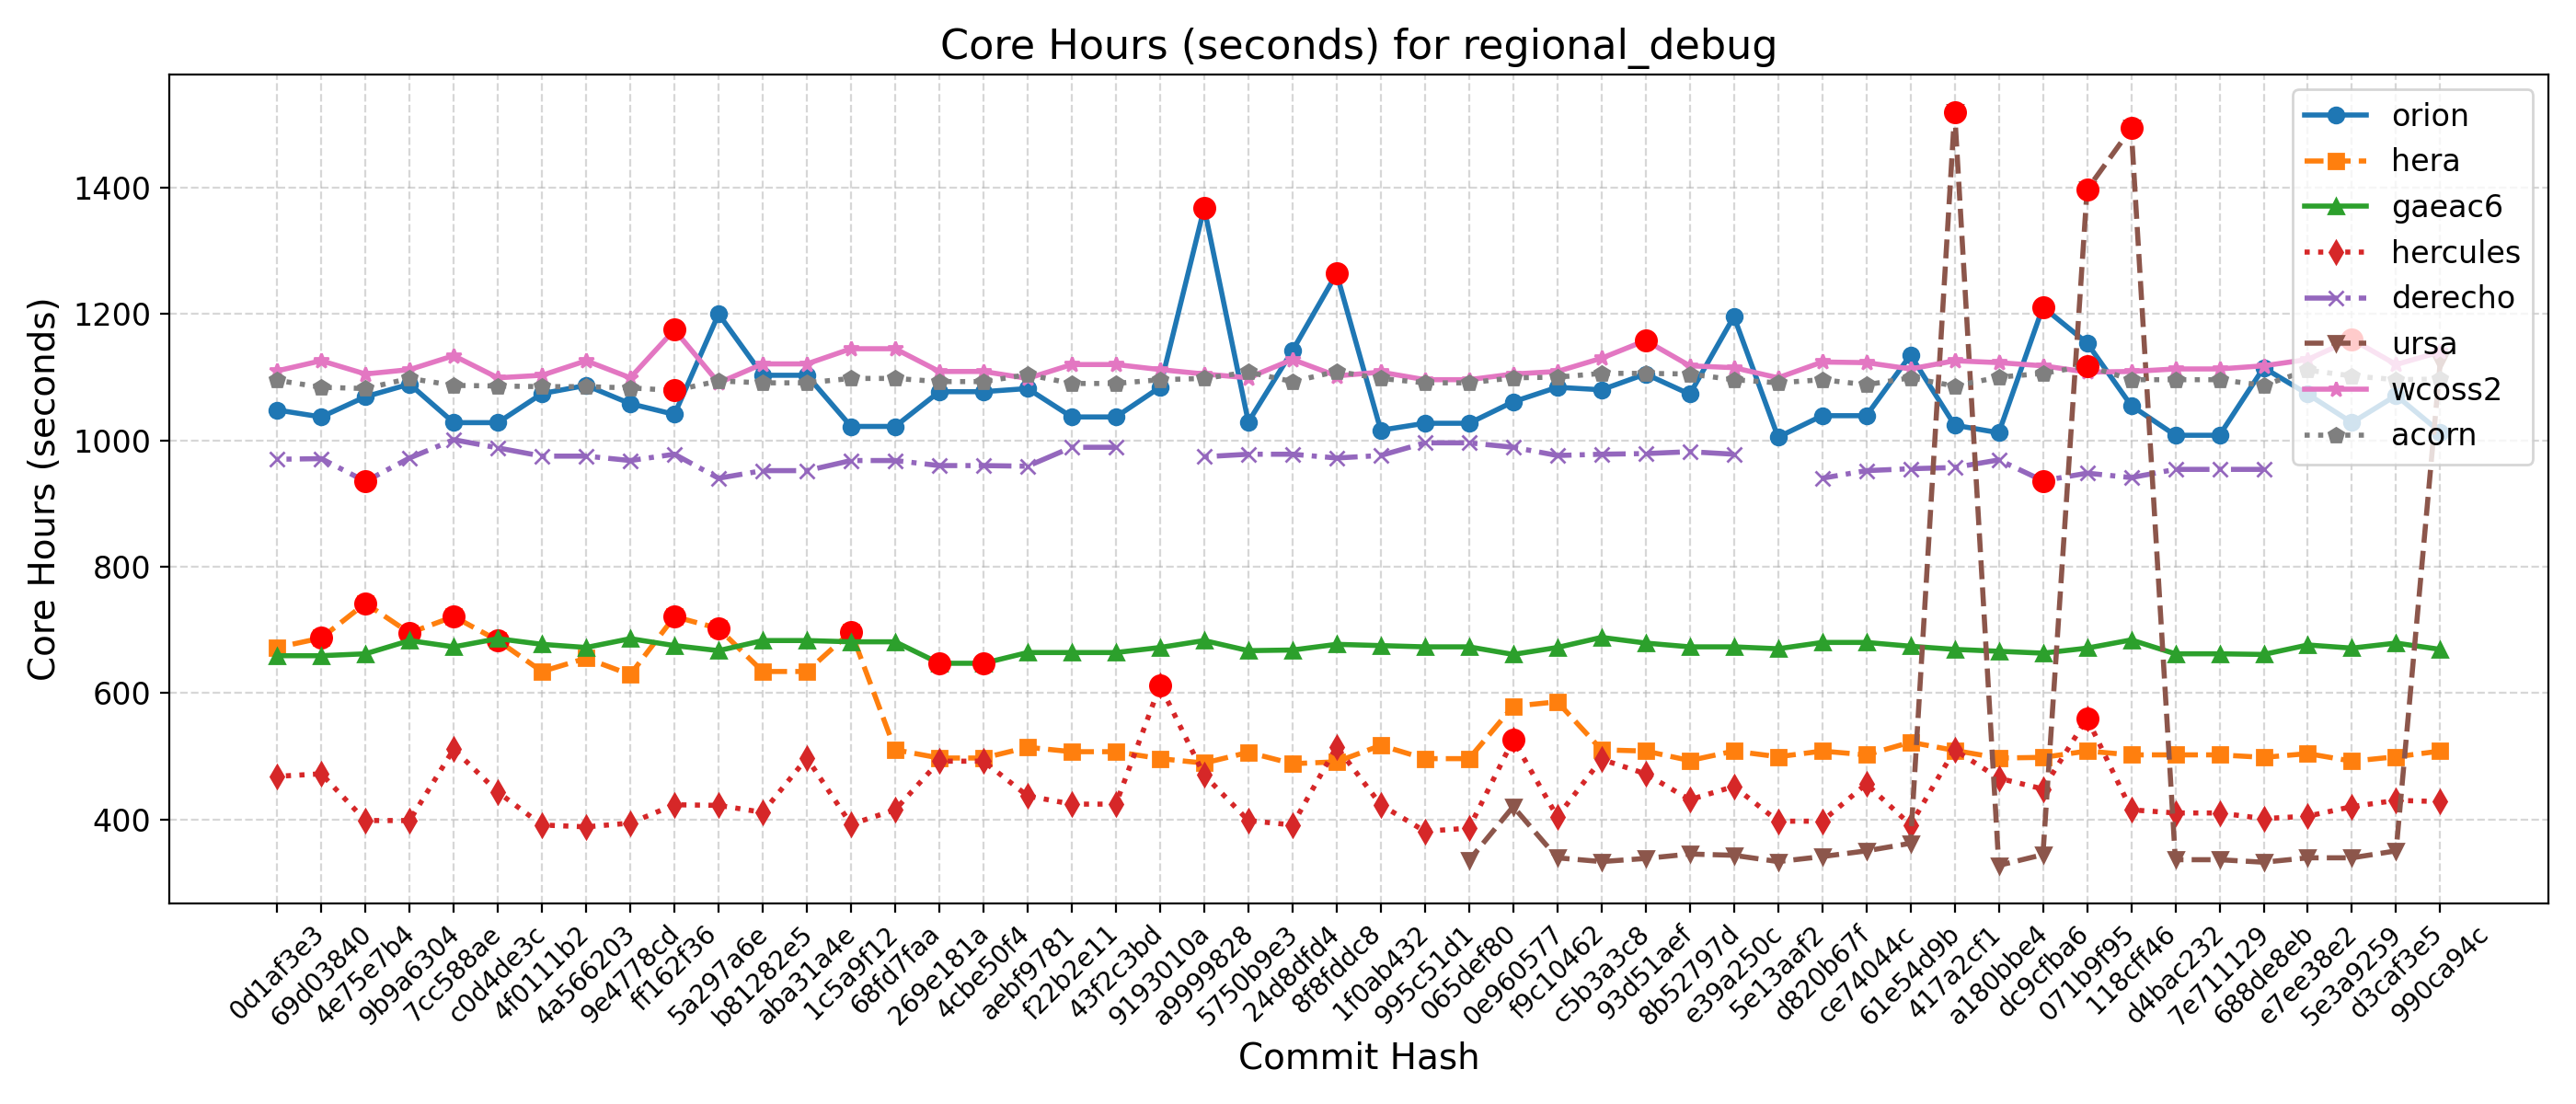 Core Hours (seconds) for regional_debug
Core Hours (seconds)
1400
1200
1000
800
600
400
orion
hera
gaeac6
hercules
derecho
ursa
wcoss2
acorn
0d1af3e3
69d03840
4e75e7b4
9b9a6304
7cc588ae
c0d4de3c
4f0111b2
4a566203
9e4778cd
ff162f36
5a297a6e
b81282e5
aba31a4e
1c5a9f12
68fd7faa
269e181a
4cbe50f4
aebf9781
f22b2e11
43f2c3bd
9193010a
a9999828
5750b9e3
24d8dfd4
8f8fddc8
1f0ab432
995c51d1
065def80
0e960577
f9c10462
c5b3a3c8
93d51aef
8b52797d
e39a250c
5e13aaf2
d820b67f
ce74044c
61e54d9b
417a2cf1
a180bbe4
dc9cfba6
071b9f95
118cff46
d4bac232
7e711129
688de8eb
e7ee38e2
5e3a9259
d3caf3e5
990ca94c
Commit Hash